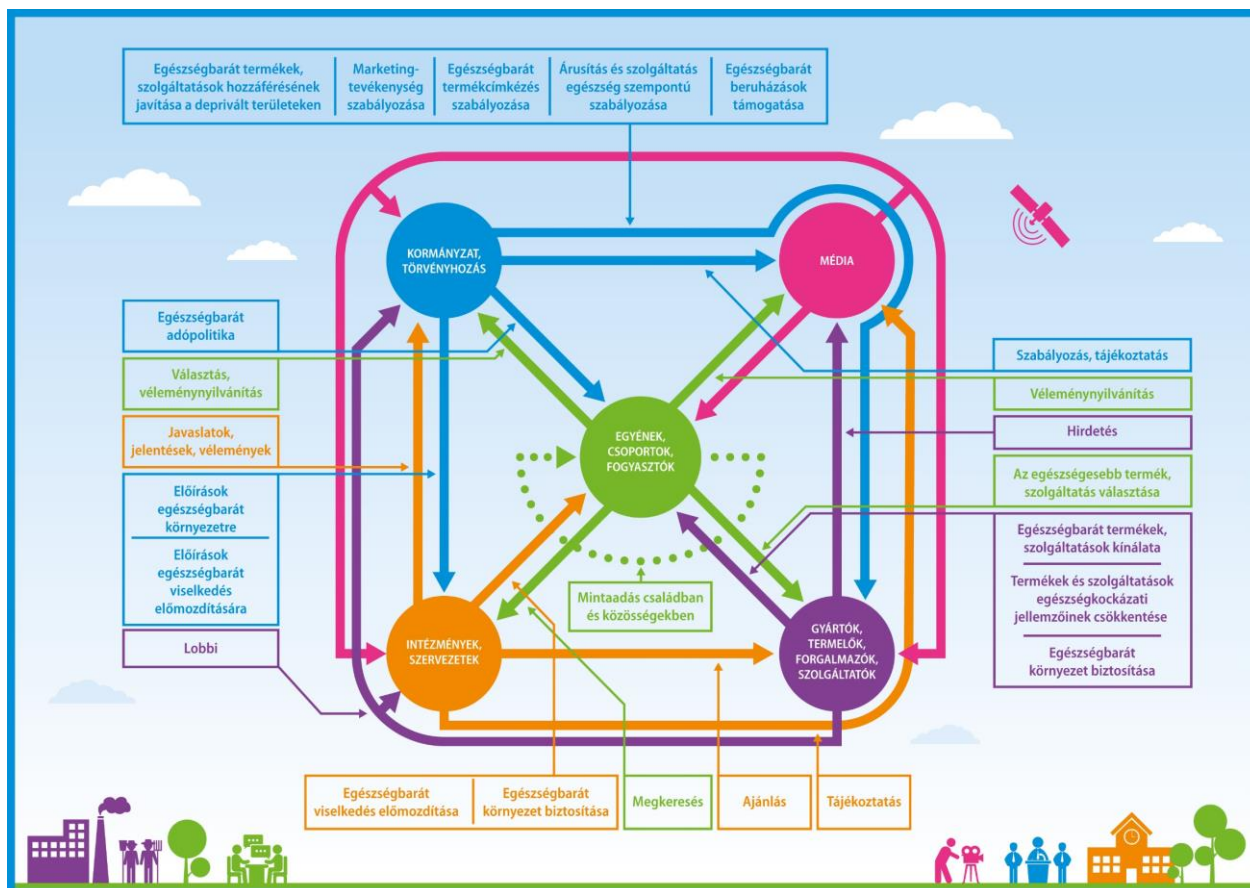 Egészségbarát termékek,
szolgáltatások hozzáférésének
javítása a deprivált területeken
Marketing-
tevékenység
szabályozása
Egészségbarát
termékcímkézés
szabályozása
Árusítás és szolgáltatás
egészség szempontú
szabályozása
Egészségbarát
beruházások
támogatása
KORMÁNYZAT,
TÖRVÉNYHOZÁS
MÉDIA
Egészségbarát
adópolitika
Választás,
véleménynyilvánítás
Javaslatok,
jelentések, vélemények
Előírások
egészségbarát
környezetre
Előírások
egészségbarát
viselkedés
előmozdítására
Lobbi
EGYÉNEK,
CSOPORTOK,
FOGYASZTÓK
Mintaadás családban
és közösségekben
Szabályozás, tájékoztatás
Véleménynyilvánítás
Hirdetés
Az egészségesebb termék,
szolgáltatás választása
Egészségbarát termékek,
szolgáltatások kínálata
Termékek és szolgáltatások
egészségkockázati
jellemzőinek csökkentése
Egészségbarát
környezet biztosítása
INTÉZMÉNYEK,
SZERVEZETEK
GYÁRTÓK,
TERMELŐK,
FORGALMAZÓK,
SZOLGÁLTATÓK
Egészségbarát
viselkedés előmozdítása
Egészségbarát
környezet biztosítása
Megkeresés
Ajánlás
Tájékoztatás